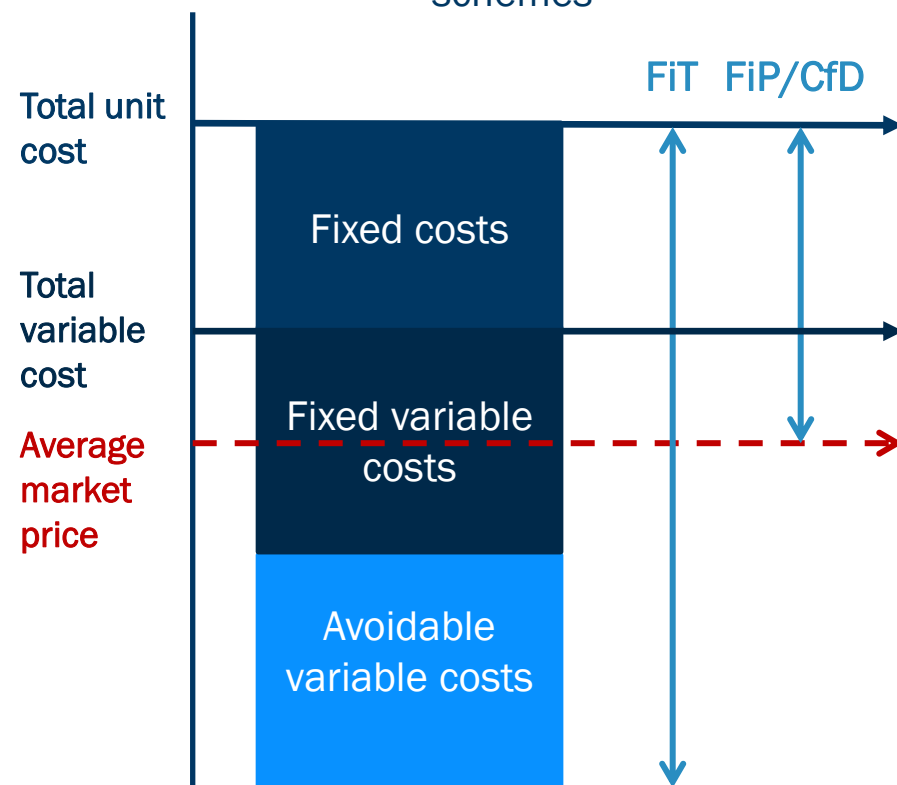 schemes
FiT FiP/CfD
Total unit
cost
Fixed costs
Total
variable
cost
Fixed variable
costs
Average
market
price
Avoidable
variable costs